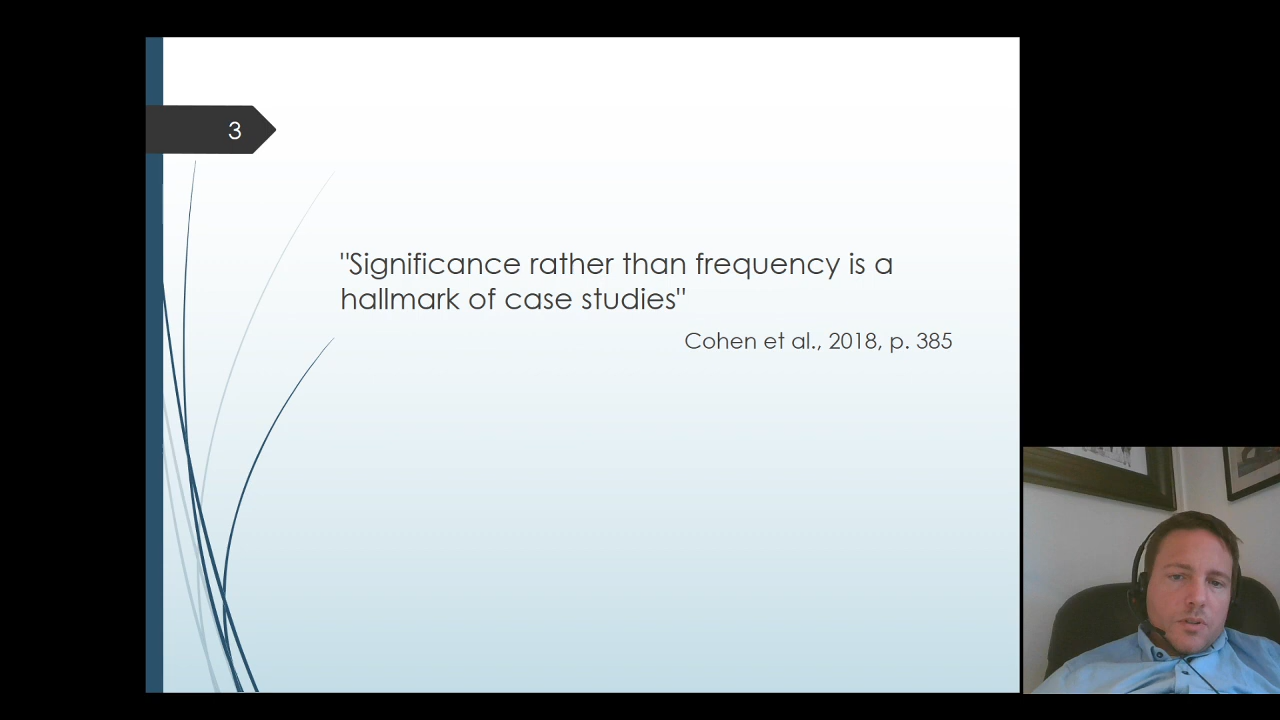 3
"Significance rather than frequency is a
hallmark of case studies"
Cohen et al., 2018, p. 385